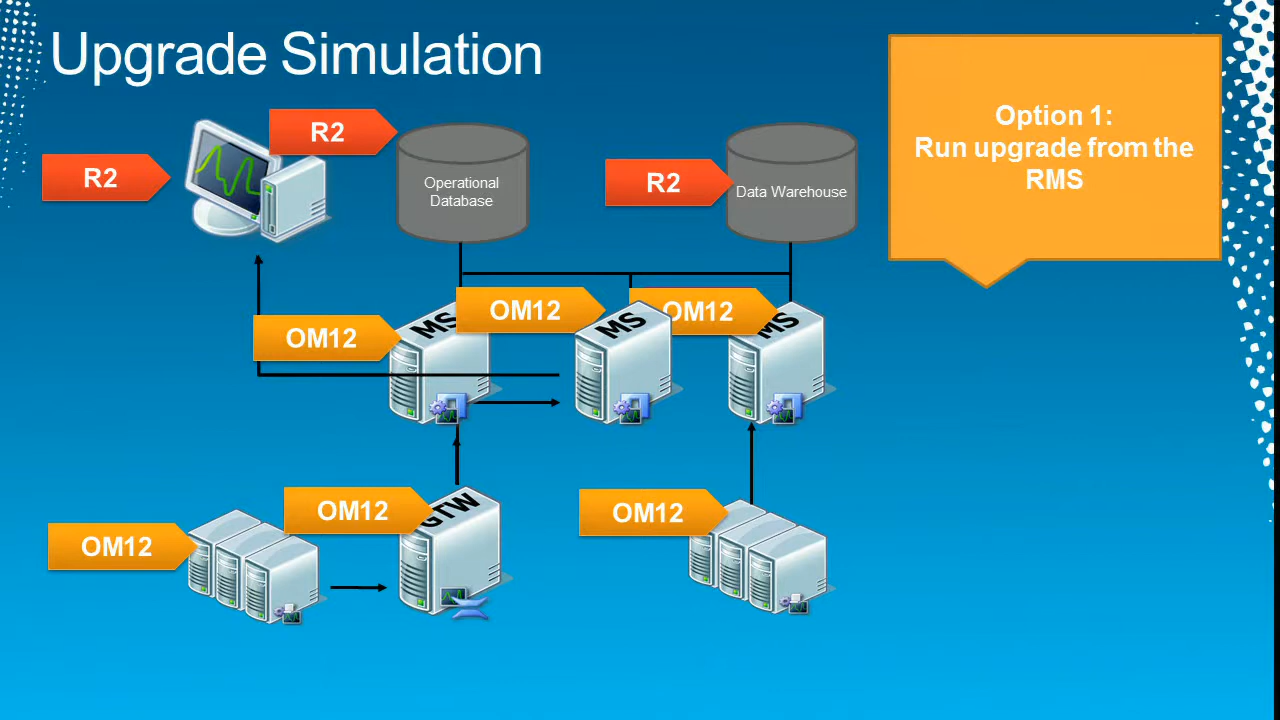 Upgrade Simulation
Option 1:
Run upgrade from the
RMS
R2
R2
Operational
Database
R2
Data Warehouse
OM12
MS
OM12
MS
OM12
MS
OM12
OM12
GTW
OM12